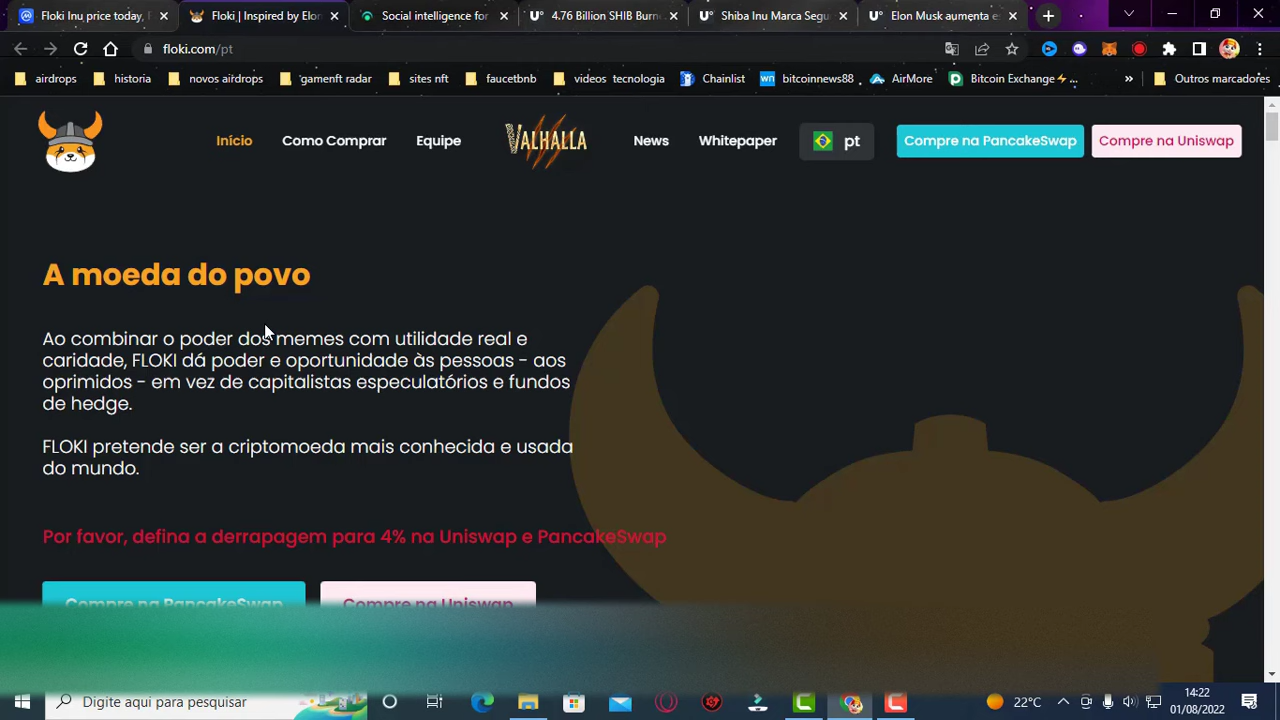 Floki Inu price today, F
Floki | Inspired by Elon
Social intelligence for
4.76 Billion SHIB Burne
Shiba Inu Marca Segu
Elon Musk aumenta es
floki.com/pt
airdrops
historia
novos airdrops
gamenft radar
sites nft
faucetbnb
videos tecnologia
Chainlist
wn bitcoinnews88
AirMore
Bitcoin Exchange⚡...
»
Outros marcadores
Início
Como Comprar
Equipe
VALHALLA
News
Whitepaper
pt
Compre na PancakeSwap
Compre na Uniswap
A moeda do povo
Ao combinar o poder dos memes com utilidade real e
caridade, FLOKI dá poder e oportunidade às pessoas - aos
oprimidos - em vez de capitalistas especulatórios e fundos
de hedge.
FLOKI pretende ser a criptomoeda mais conhecida e usada
do mundo.
Por favor, defina a derrapagem para 4% na Uniswap e PancakeSwap
Compre na PancakeSwap
Compre na Uniswap
Digite aqui para pesquisar
22°C
14:22
01/08/2022